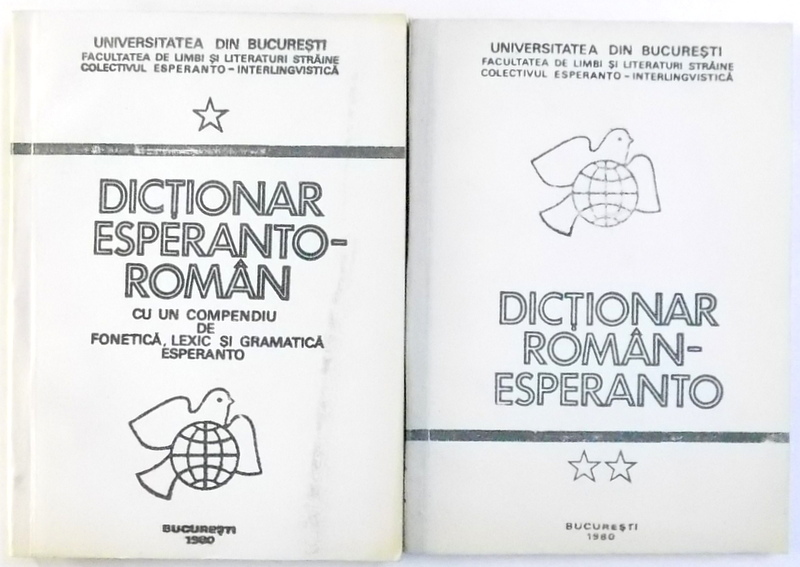 UNIVERSITATEA DIN BUCUREȘTI
FACULTATEA DE LIMBI ȘI LITERATURI STRĂINE
COLECTIVUL ESPERANTO-INTERLINGVISTICĂ
DICȚIONAR
ESPERANTO-
ROMÂN
CU UN COMPENDIU
DE
FONETICĂ, LEXIC ȘI GRAMATICĂ
ESPERANTO
BUCUREȘTI
1980
UNIVERSITATEA DIN BUCUREȘTI
FACULTATEA DE LIMBI ȘI LITERATURI STRĂINE
COLECTIVUL ESPERANTO-INTERLINGVISTICĂ
DICȚIONAR
ROMÂN-
ESPERANTO
BUCUREȘTI
1980